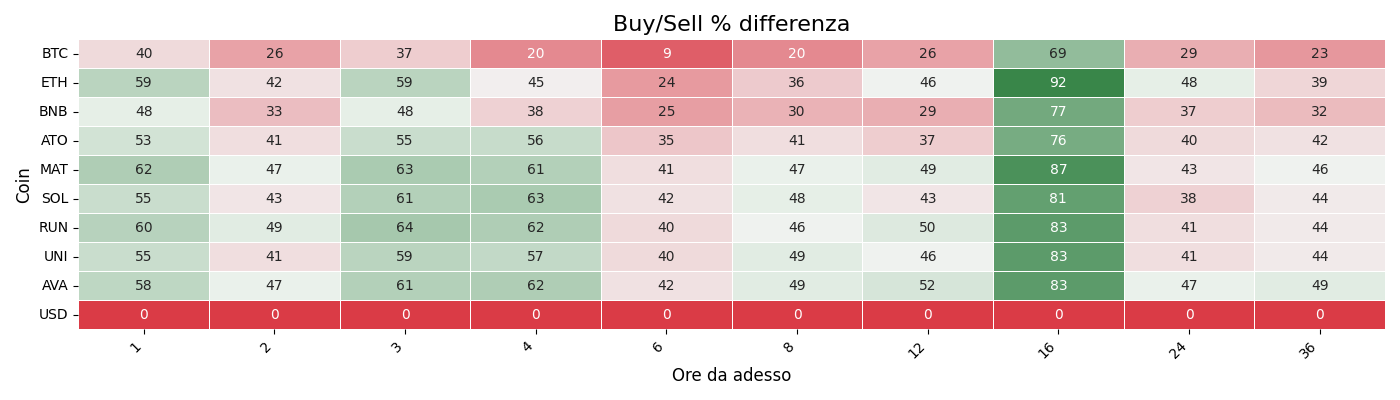 Buy/Sell % differenza
BTC 40 26 37 20 9 20 26 69 29 23
ETH 59 42 59 45 24 36 46 92 48 39
BNB 48 33 48 38 25 30 29 77 37 32
ATO 53 41 55 56 35 41 37 76 40 42
MAT 62 47 63 61 41 47 49 87 43 46
SOL 55 43 61 63 42 48 43 81 38 44
RUN 60 49 64 62 40 46 50 83 41 44
UNI 55 41 59 57 40 49 46 83 41 44
AVA 58 47 61 62 42 49 52 83 47 49
USD 0 0 0 0 0 0 0 0 0 0
Coin
1 2 3 4 6 8 12 16 24 36
Ore da adesso